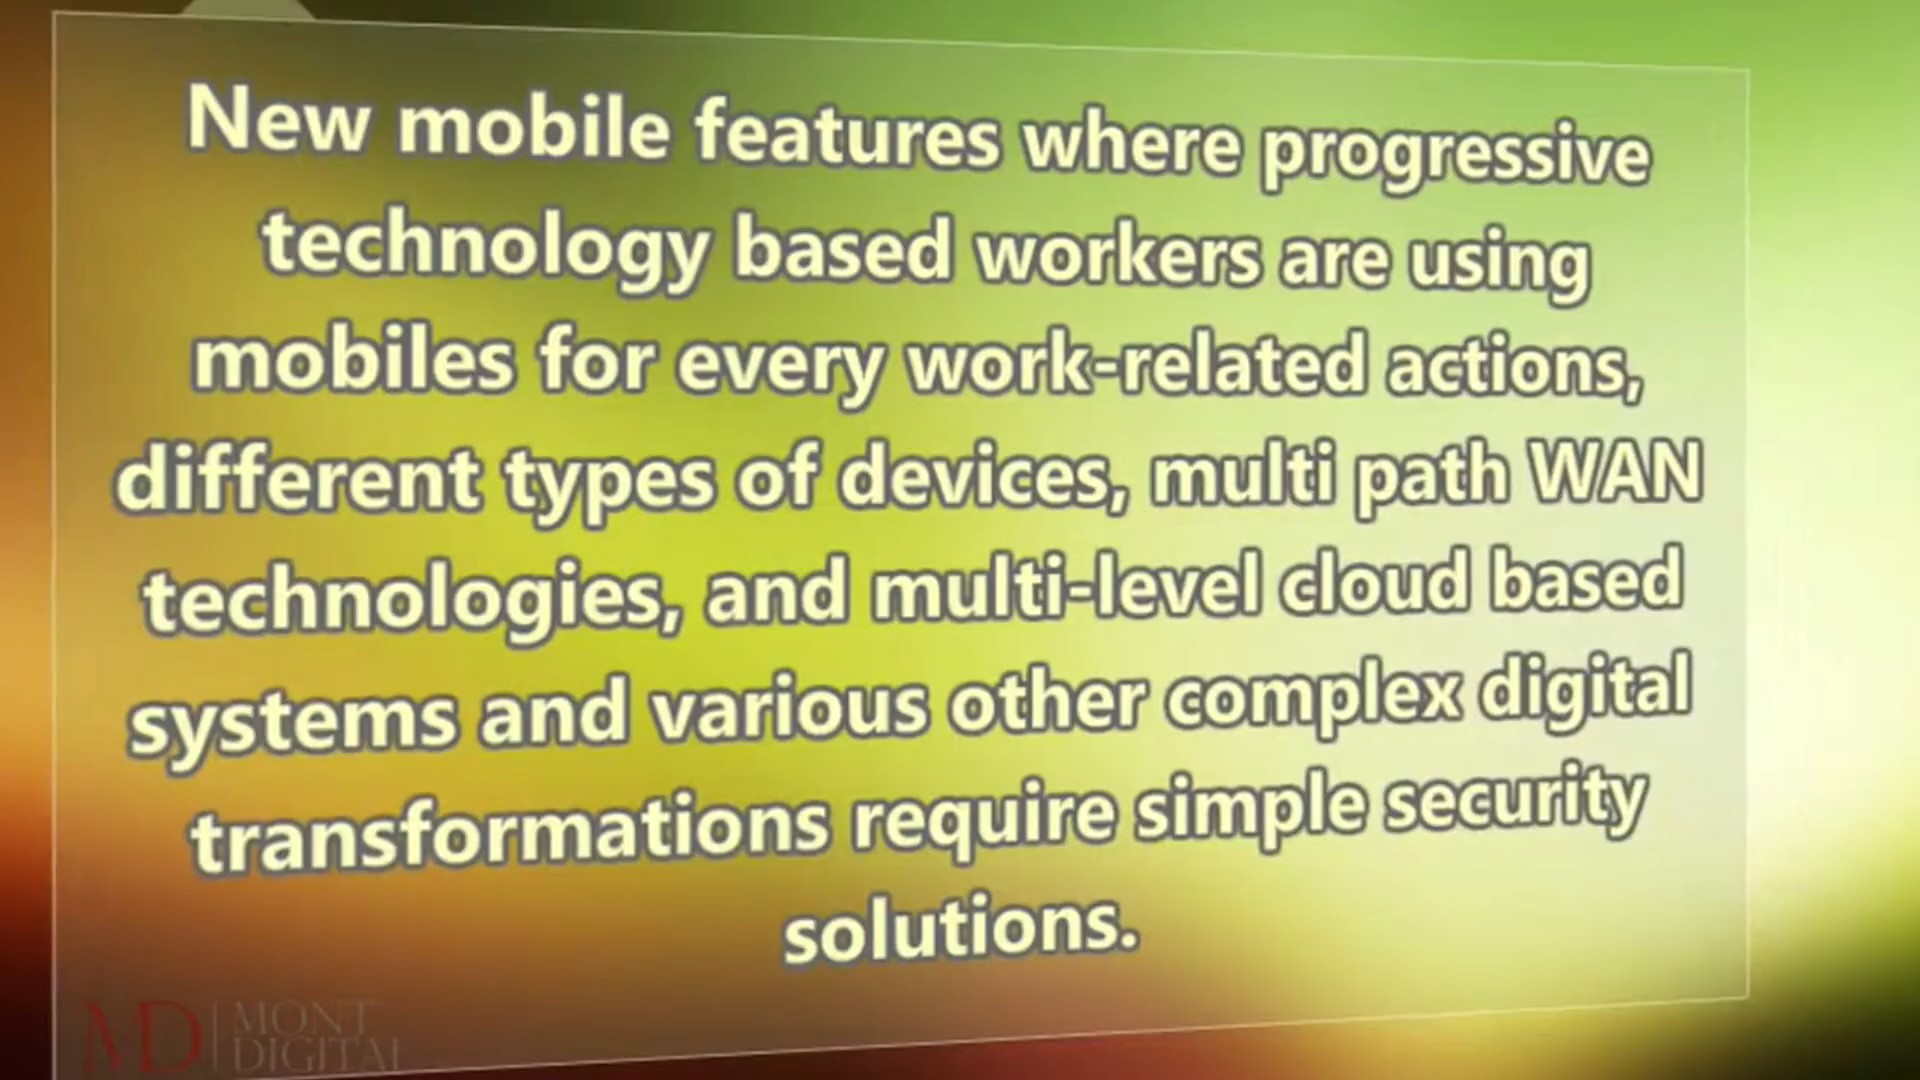 New mobile features where progressive
technology based workers are using
mobiles for every work-related actions,
different types of devices, multi path WAN
technologies, and multi-level cloud based
systems and various other complex digital
transformations require simple security
solutions.
MD
MONT
DIGITAL